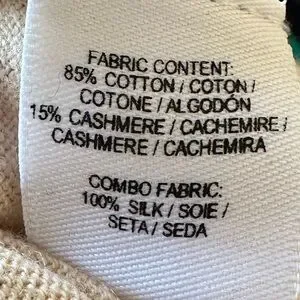 FABRIC CONTENT:
85% COTTON / COTON /
COTONE / ALGODÓN
15% CASHMERE / CACHEMIRE /
CASHMERE / CACHEMIRA
COMBO FABRIC:
100% SILK / SOIE /
SETA / SEDA